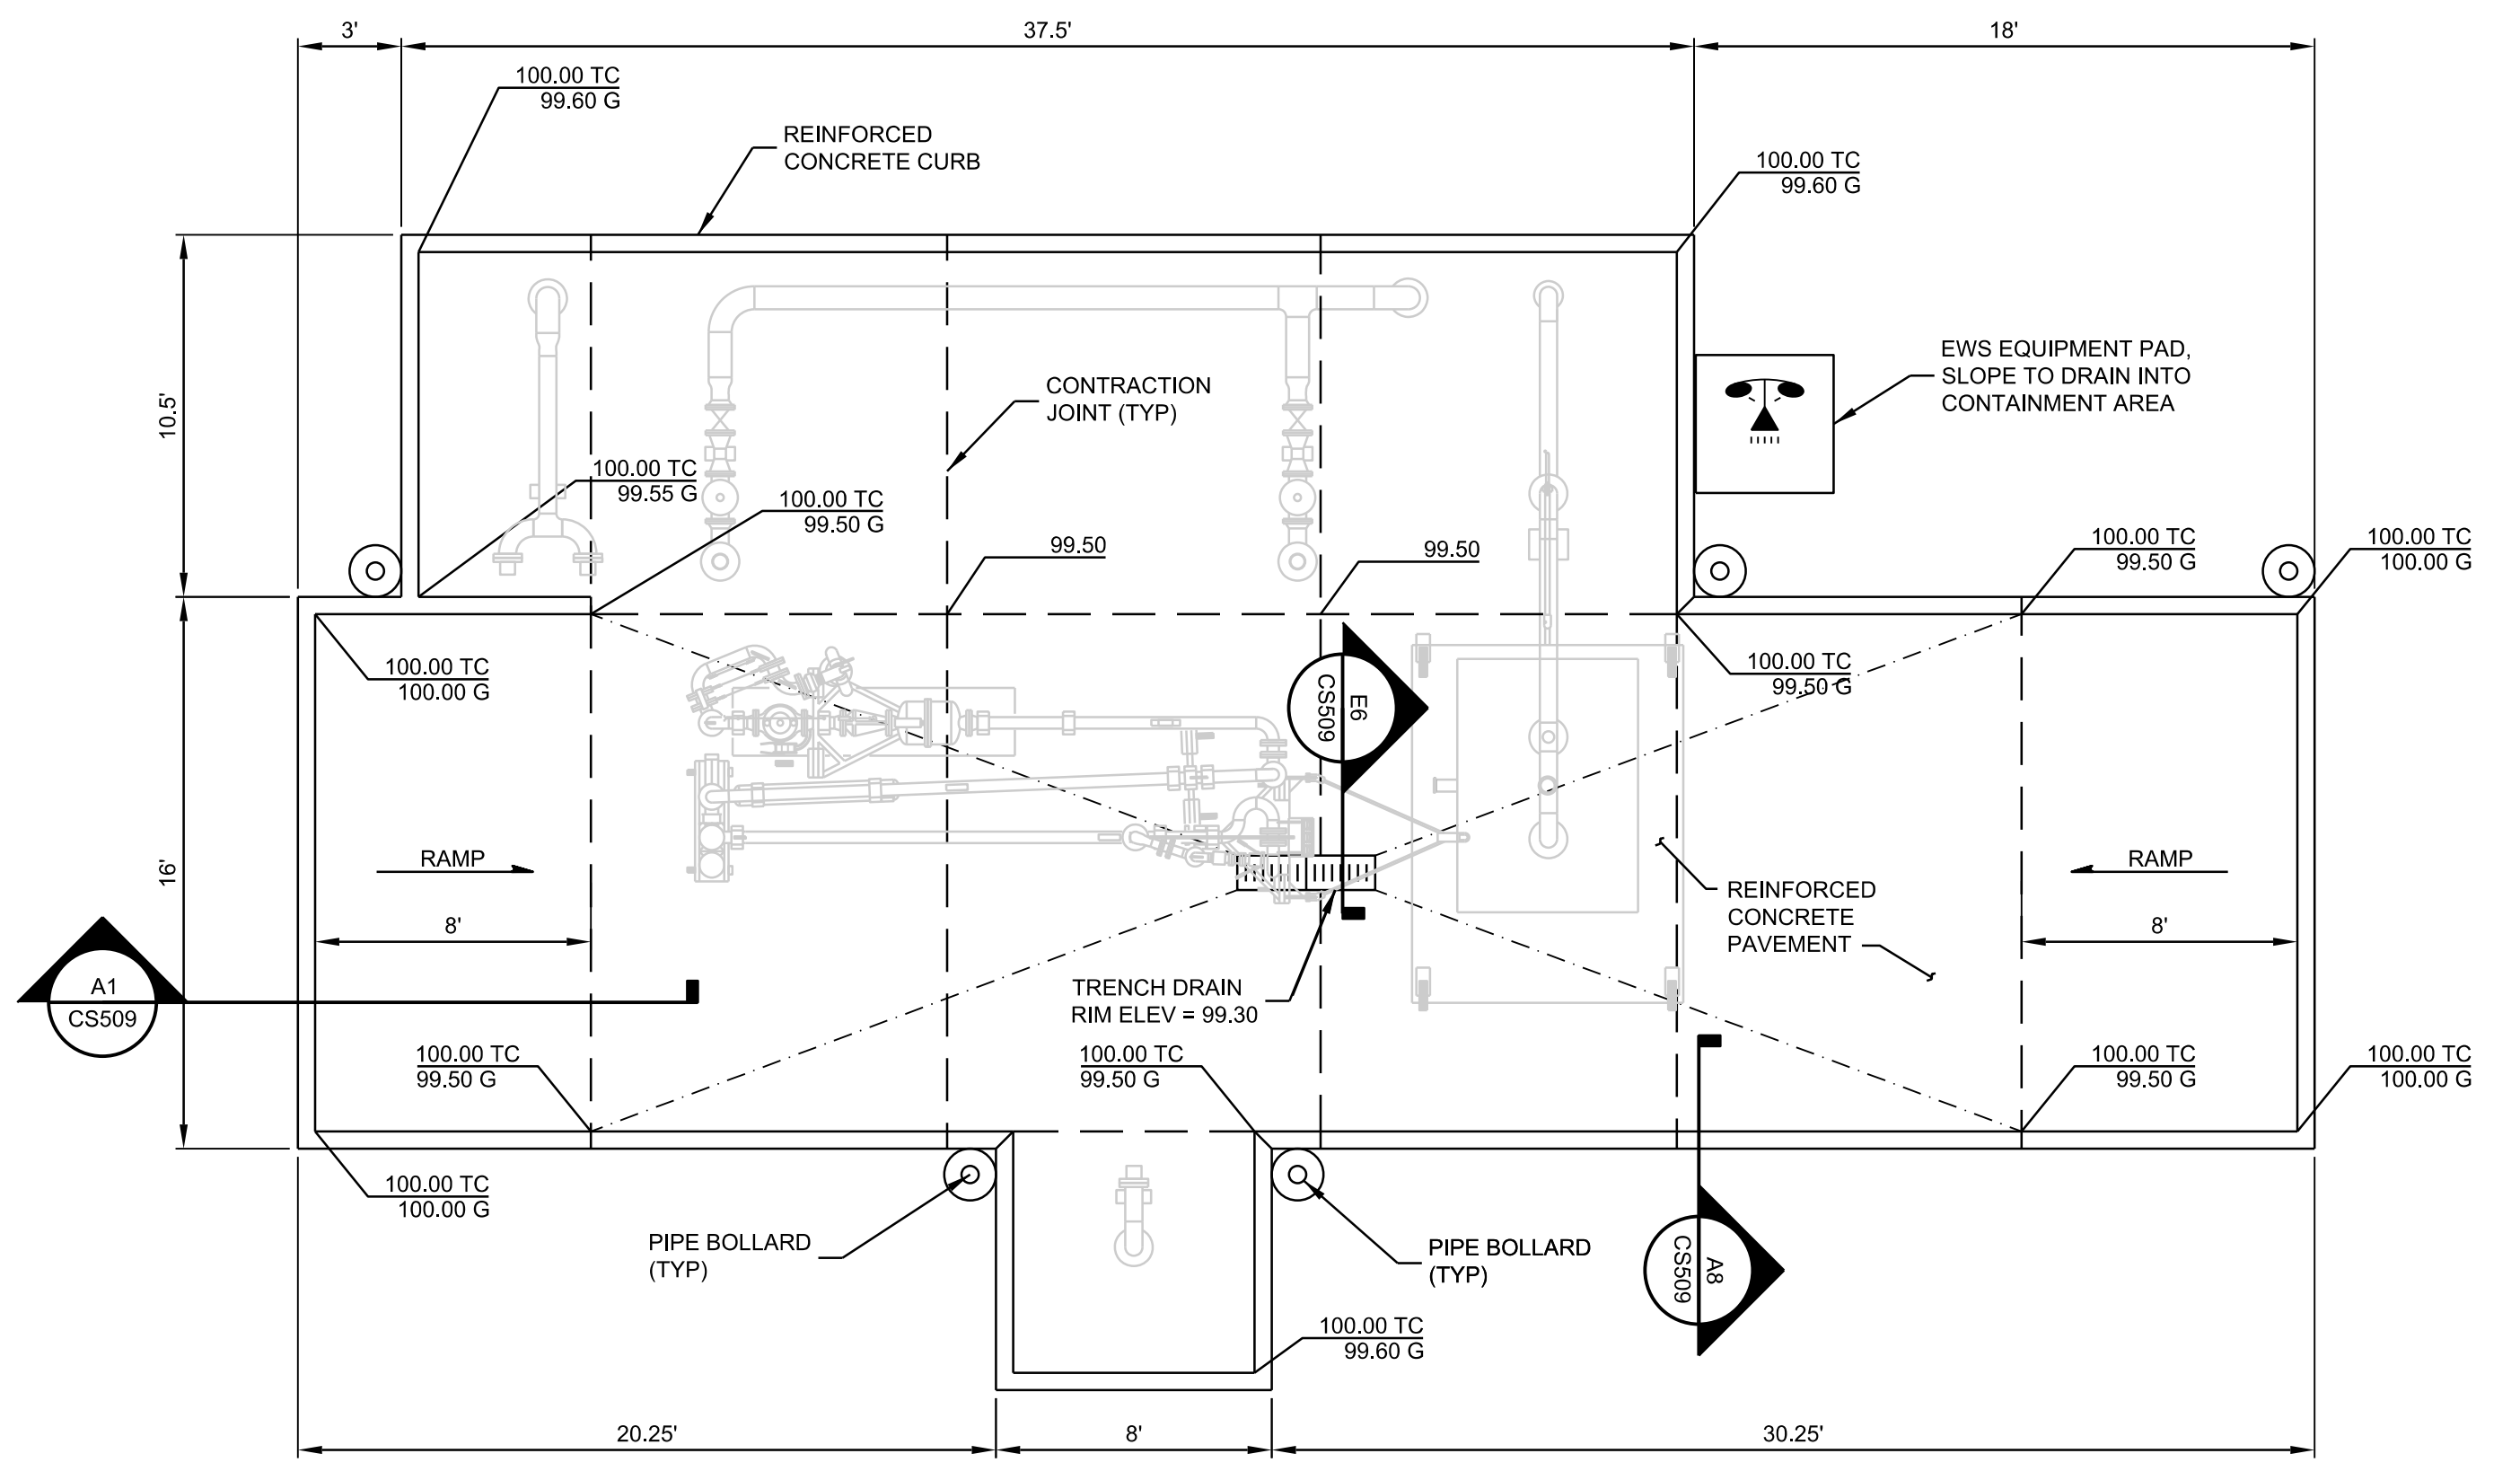 3'
37.5'
18'
100.00 TC
99.60 G
REINFORCED
CONCRETE CURB
100.00 TC
99.60 G
10.5'
EWS EQUIPMENT PAD,
SLOPE TO DRAIN INTO
CONTAINMENT AREA
CONTRACTION
JOINT (TYP)
100.00 TC
99.55 G
100.00 TC
99.50 G
99.50
99.50
100.00 TC
99.50 G
100.00 TC
100.00 G
100.00 TC
100.00 G
100.00 TC
99.50 G
E6
CS509
16'
RAMP
RAMP
REINFORCED
CONCRETE
PAVEMENT
8'
8'
A1
CS509
TRENCH DRAIN
RIM ELEV = 99.30
100.00 TC
99.50 G
100.00 TC
99.50 G
100.00 TC
99.50 G
100.00 TC
100.00 G
100.00 TC
100.00 G
PIPE BOLLARD
(TYP)
PIPE BOLLARD
(TYP)
A8
CS509
100.00 TC
99.60 G
20.25'
8'
30.25'